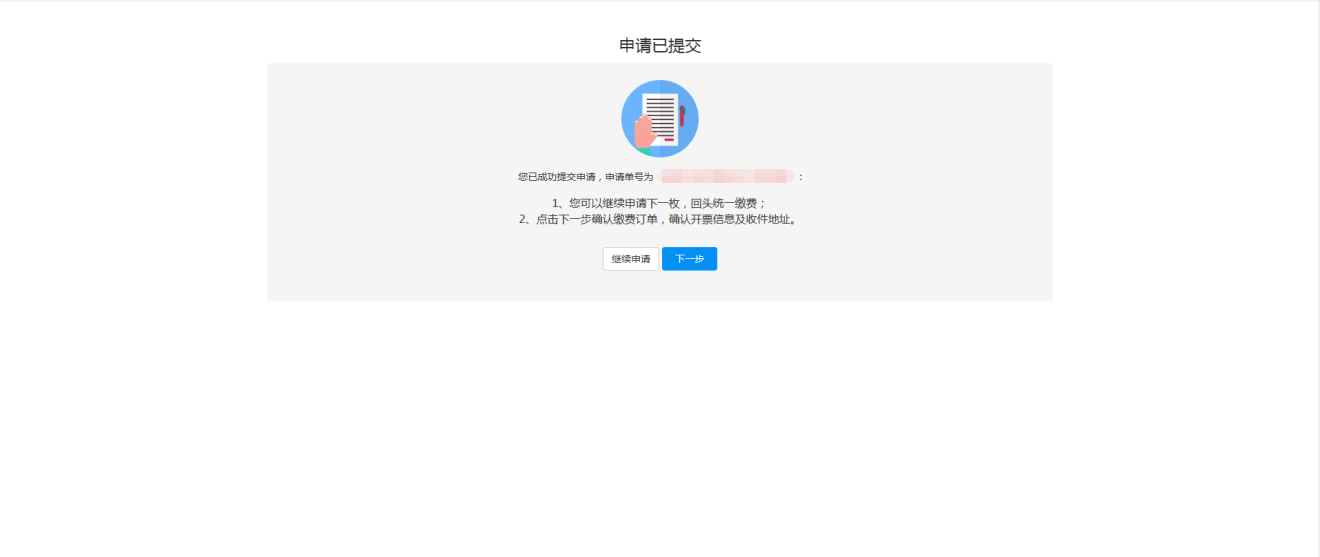 申请已提交
您已成功提交申请，申请单号为 ：
1、您可以继续申请下一枚，回头统一缴费；
2、点击下一步确认缴费订单，确认开票信息及收件地址。
继续申请 下一步